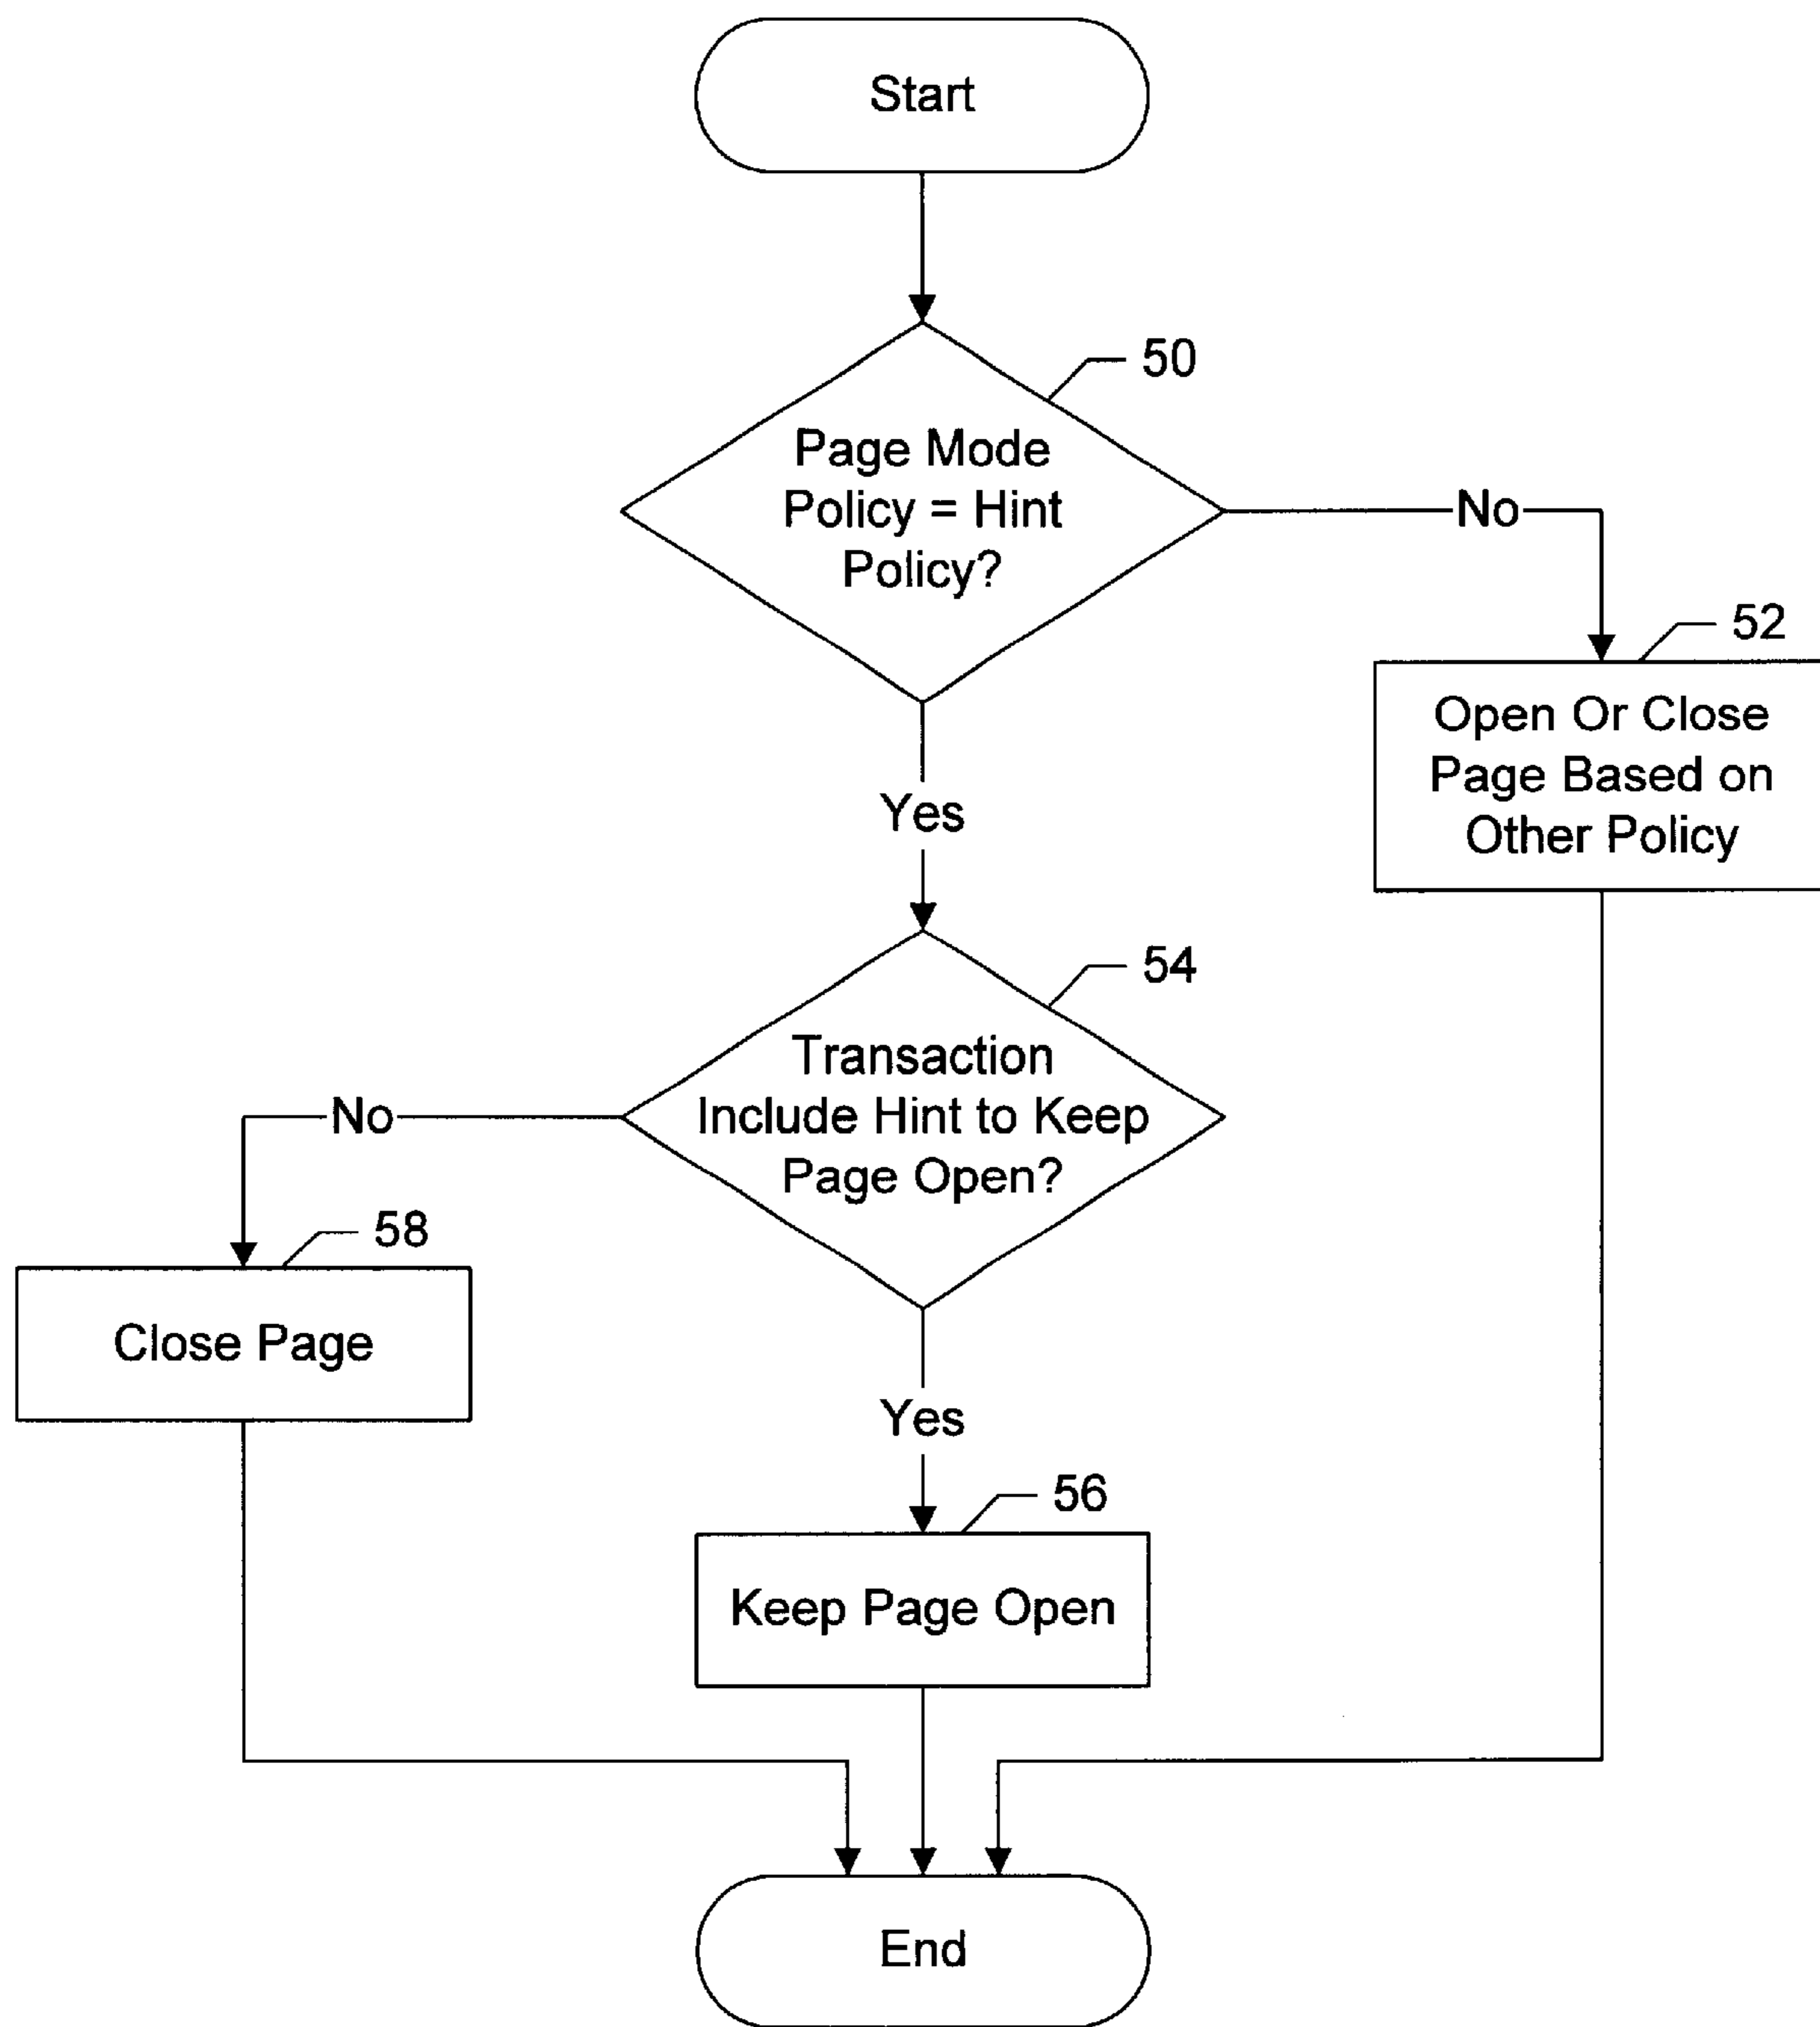 Start
50
Page Mode
Policy = Hint
Policy?
No
52
Open Or Close
Page Based on
Other Policy
Yes
54
Transaction
Include Hint to Keep
Page Open?
No
58
Close Page
Yes
56
Keep Page Open
End